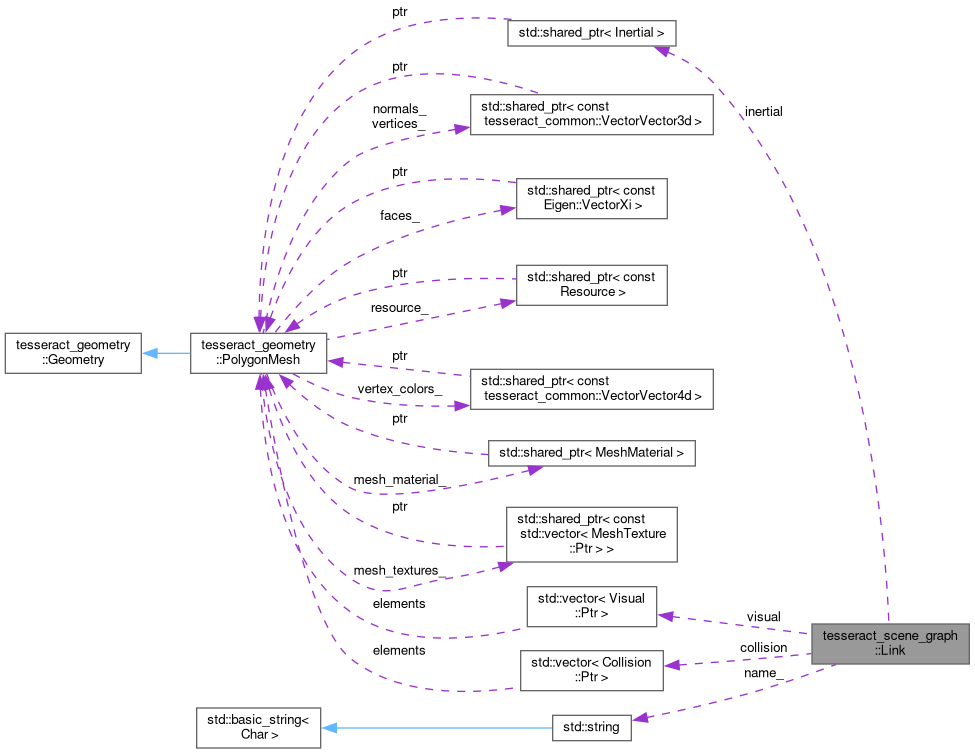 ptr
std::shared_ptr< Inertial >
ptr
std::shared_ptr< const
tesseract_common::VectorVector3d >
normals_
vertices_
inertial
ptr
std::shared_ptr< const
Eigen::VectorXi >
faces_
ptr
std::shared_ptr< const
Resource >
resource_
tesseract_geometry
::Geometry
tesseract_geometry
::PolygonMesh
ptr
std::shared_ptr< const
tesseract_common::VectorVector4d >
vertex_colors_
ptr
std::shared_ptr< MeshMaterial >
mesh_material_
ptr
std::shared_ptr< const
std::vector< MeshTexture
::Ptr > >
mesh_textures_
elements
std::vector< Visual
::Ptr >
visual
tesseract_scene_graph
::Link
elements
std::vector< Collision
::Ptr >
collision
name_
std::basic_string<
Char >
std::string